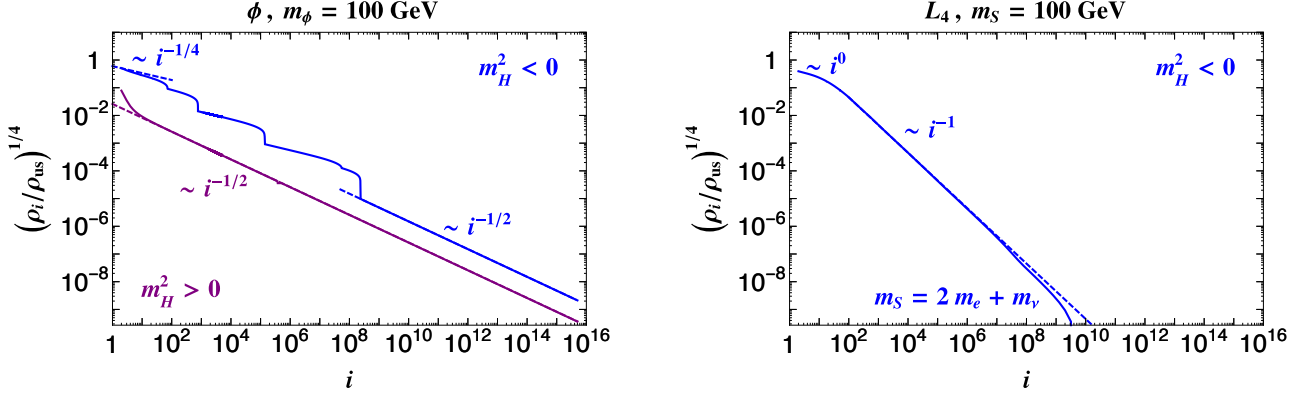 ϕ , m_ϕ = 100 GeV
(ρ_i/ρ_us)^{1/4}
1
10^{-2}
10^{-4}
10^{-6}
10^{-8}
~ i^{-1/4}
m_H^2 < 0
~ i^{-1/2}
~ i^{-1/2}
m_H^2 > 0
1 10^2 10^4 10^6 10^8 10^{10} 10^{12} 10^{14} 10^{16}
i
L_4 , m_S = 100 GeV
(ρ_i/ρ_us)^{1/4}
1
10^{-2}
10^{-4}
10^{-6}
10^{-8}
~ i^0
m_H^2 < 0
~ i^{-1}
m_S = 2 m_e + m_ν
1 10^2 10^4 10^6 10^8 10^{10} 10^{12} 10^{14} 10^{16}
i